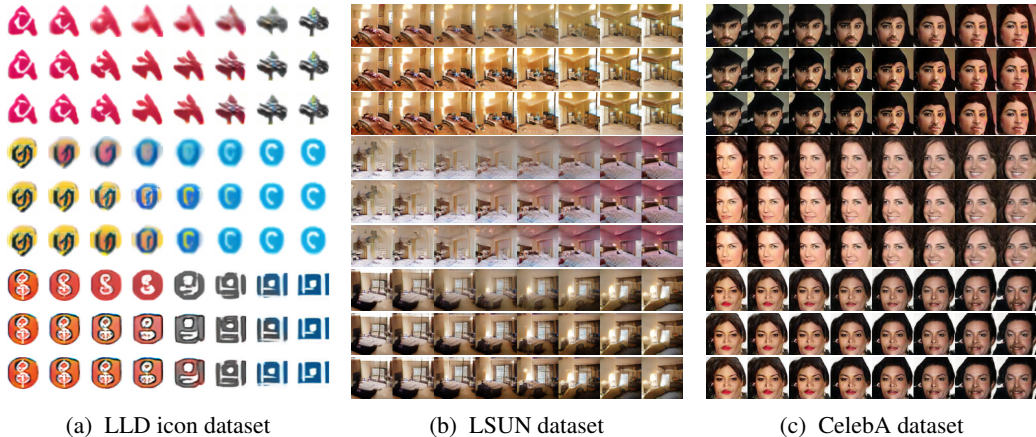 (a) LLD icon dataset
(b) LSUN dataset
(c) CelebA dataset